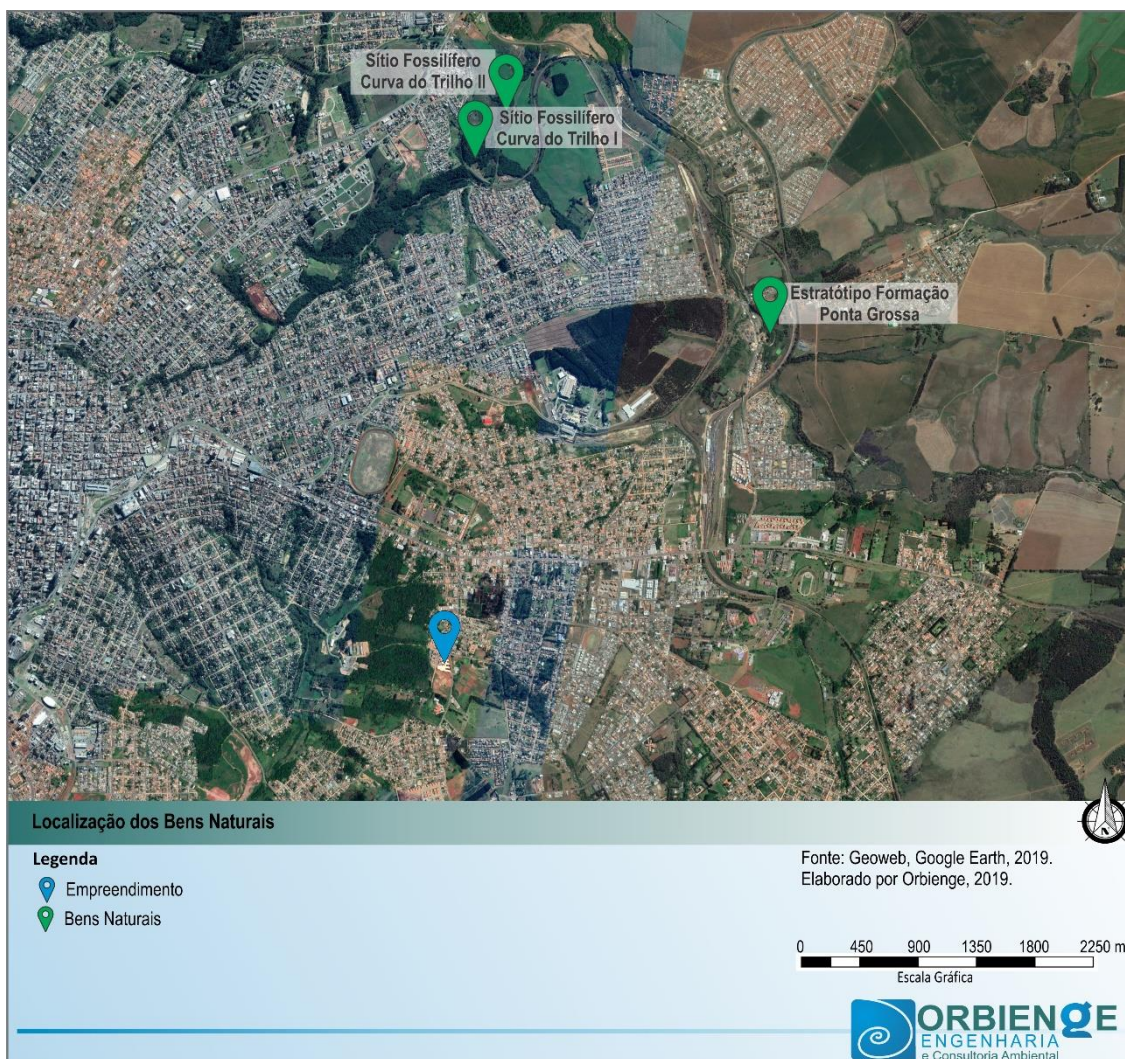 Sítio Fossilífero
Curva do Trilho II
Sítio Fossilífero
Curva do Trilho I
Estratótipo Formação
Ponta Grossa
Localização dos Bens Naturais
N
Legenda
Empreendimento
Bens Naturais
Fonte: Geoweb, Google Earth, 2019.
Elaborado por Orbienge, 2019.
0 450 900 1350 1800 2250 m
Escala Gráfica
ORBIENGE
ENGENHARIA
e Consultoria Ambiental